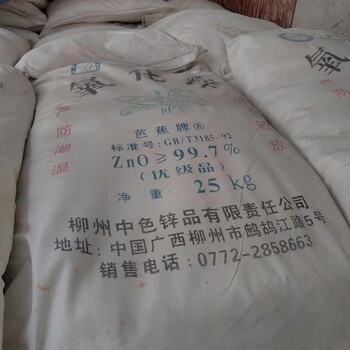 氧化锌
严防潮湿
芭蕉牌®
标准号:GB/T3185-92
ZnO≥99.7%
(优级品)
净重: 25kg
柳州中色锌品有限责任公司
地址:中国广西柳州市鹧鸪江路5号
销售电话:0772-2858663
氧